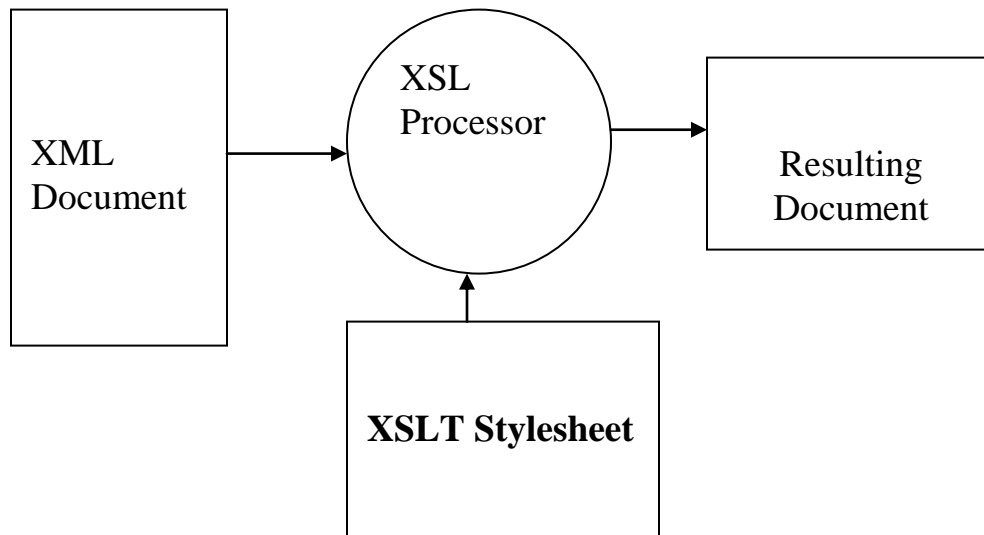 XML
Document
XSL
Processor
Resulting
Document
XSLT Stylesheet